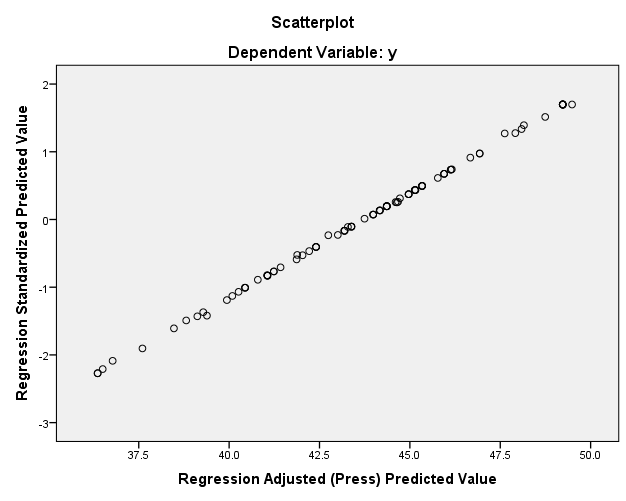 Scatterplot
Dependent Variable: y
Regression Standardized Predicted Value
2
1
0
-1
-2
-3
37.5 40.0 42.5 45.0 47.5 50.0
Regression Adjusted (Press) Predicted Value